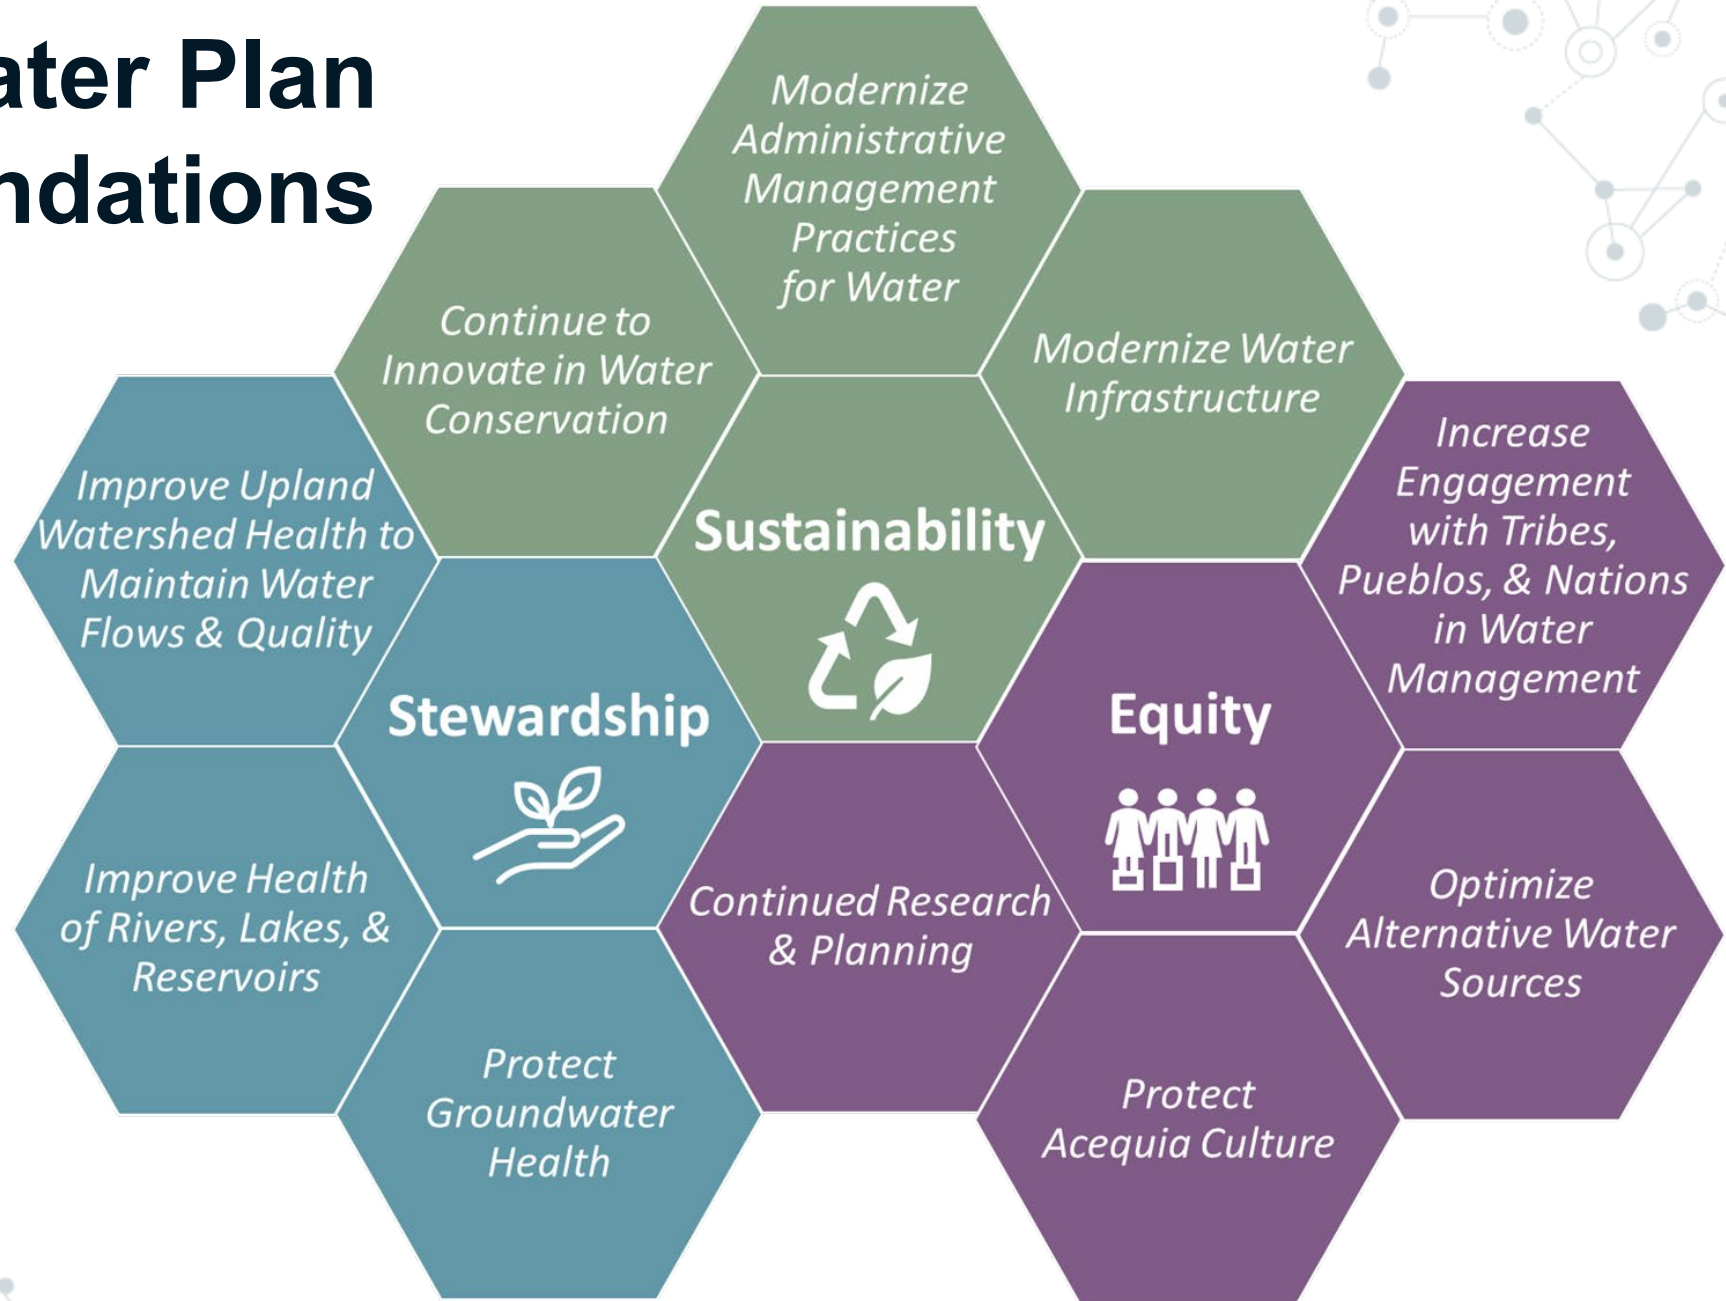 ater Plan
ndations
Modernize
Administrative
Management
Practices
for Water
Continue to
Innovate in Water
Conservation
Modernize Water
Infrastructure
Sustainability
Improve Upland
Watershed Health to
Maintain Water
Flows & Quality
Stewardship
Improve Health
of Rivers, Lakes, &
Reservoirs
Protect
Groundwater
Health
Increase
Engagement
with Tribes,
Pueblos, & Nations
in Water
Management
Equity
Continued Research
& Planning
Optimize
Alternative Water
Sources
Protect
Acequia Culture